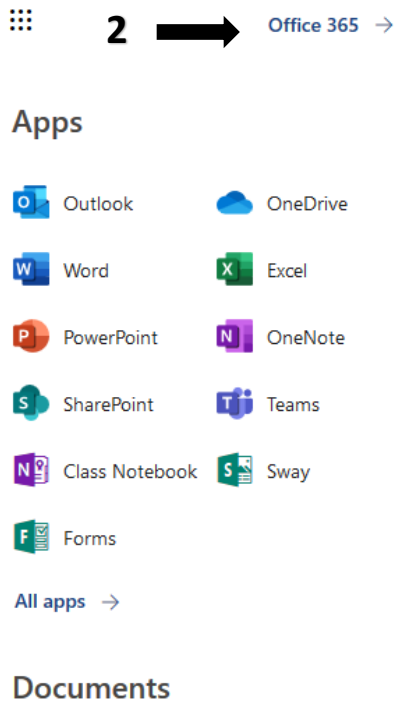 2 Office 365 →
Apps
Outlook OneDrive
Word Excel
PowerPoint OneNote
SharePoint Teams
Class Notebook Sway
Forms
All apps →
Documents